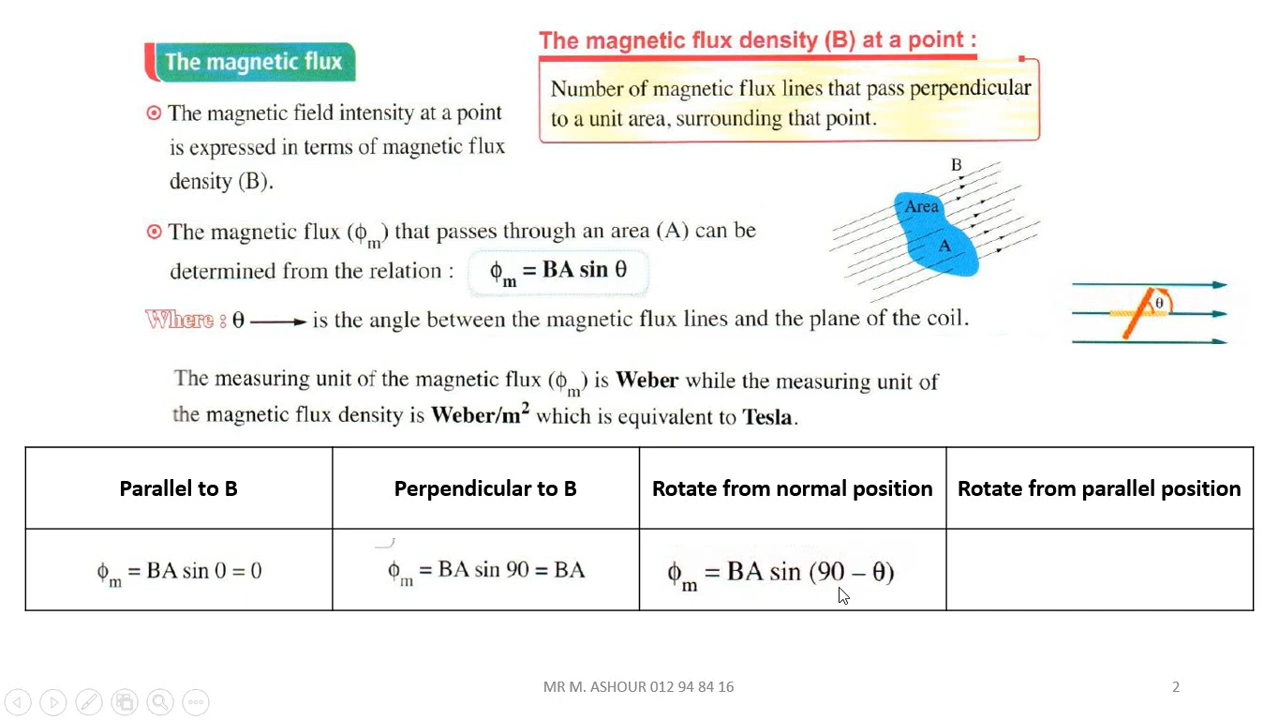 The magnetic flux
The magnetic flux density (B) at a point :
Number of magnetic flux lines that pass perpendicular
to a unit area, surrounding that point.
The magnetic field intensity at a point
is expressed in terms of magnetic flux
density (B).
B
Area
A
The magnetic flux (ϕm) that passes through an area (A) can be
determined from the relation : ϕm = BA sin θ
θ
Where : θ ⟶ is the angle between the magnetic flux lines and the plane of the coil.
The measuring unit of the magnetic flux (ϕm) is Weber while the measuring unit of
the magnetic flux density is Weber/m² which is equivalent to Tesla.
Parallel to B
Perpendicular to B
Rotate from normal position
Rotate from parallel position
ϕm = BA sin 0 = 0
ϕm = BA sin 90 = BA
ϕm = BA sin (90 – θ)
MR M. ASHOUR 012 94 84 16
2